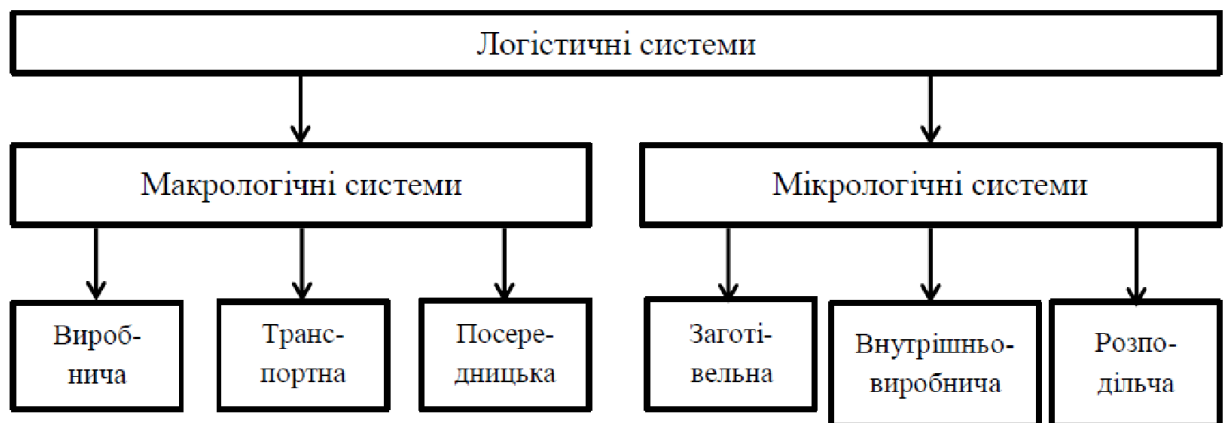 Логістичні системи
Макрологічні системи
Мікрологічні системи
Вироб-
нича
Транс-
портна
Посере-
дницька
Заготі-
вельна
Внутрішньо-
виробнича
Розпо-
дільча